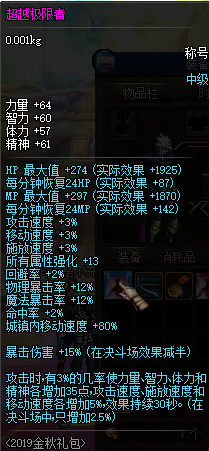 超越极限者
0.001kg
称号
中级
力量 +64
智力 +60
体力 +57
精神 +61
物品栏
HP 最大值 +274 (实际效果 +1925)
每分钟恢复24HP (实际效果 +87)
MP 最大值 +297 (实际效果 +1870)
每分钟恢复24MP (实际效果 +142)
攻击速度 +3%
移动速度 +3%
施放速度 +3%
所有属性强化 +13
装备 消耗品
回避率 +2%
物理暴击率 +12%
魔法暴击率 +12%
命中率 +2%
城镇内移动速度 +80%
暴击伤害 +15% (在决斗场效果减半)
攻击时,有3%的几率使力量、智力、体力和
精神各增加35点,攻击速度、施放速度和
移动速度各增加5%,效果持续30秒。(在
决斗场中,只增加2.5%)
<2019金秋礼包>
1个